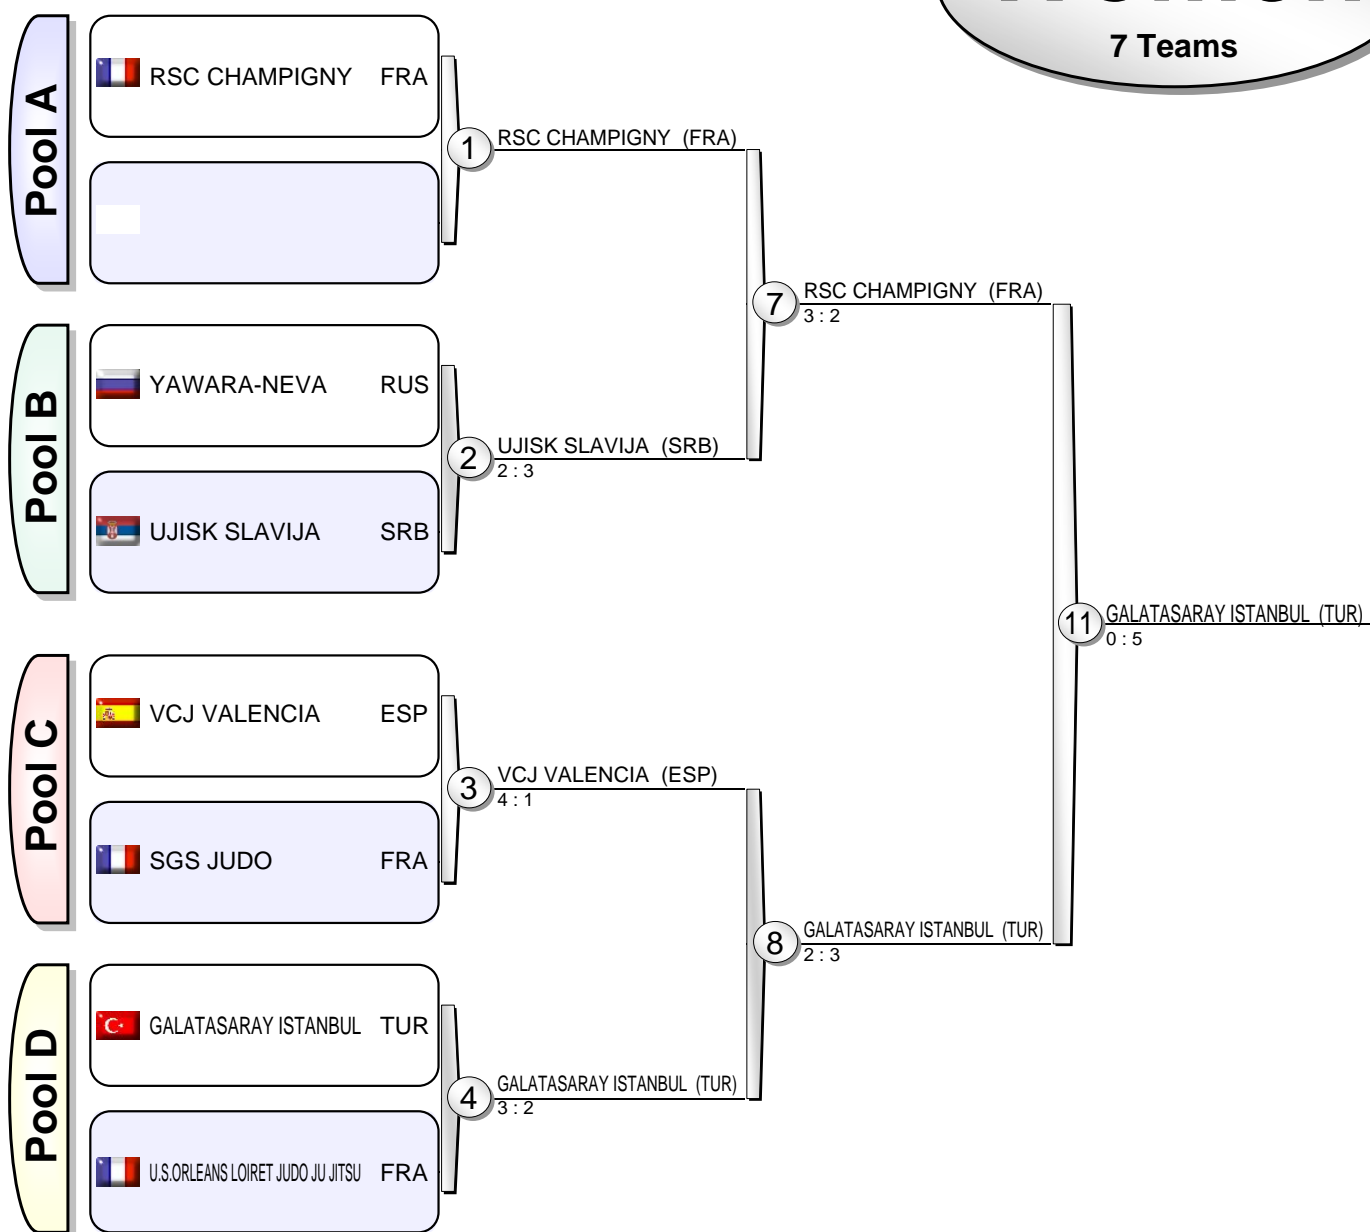 7 Teams
Pool A
RSC CHAMPIGNY FRA
1
RSC CHAMPIGNY (FRA)
7
RSC CHAMPIGNY (FRA)
3 : 2
Pool B
YAWARA-NEVA RUS
2
UJISK SLAVIJA (SRB)
2 : 3
UJISK SLAVIJA SRB
11
GALATASARAY ISTANBUL (TUR)
0 : 5
Pool C
VCJ VALENCIA ESP
3
VCJ VALENCIA (ESP)
4 : 1
SGS JUDO FRA
8
GALATASARAY ISTANBUL (TUR)
2 : 3
Pool D
GALATASARAY ISTANBUL TUR
4
GALATASARAY ISTANBUL (TUR)
3 : 2
U.S.ORLEANS LOIRET JUDO JU JITSU FRA